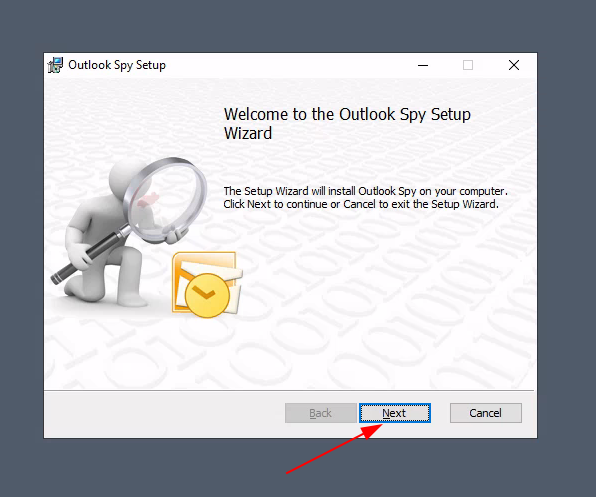 Outlook Spy Setup
Welcome to the Outlook Spy Setup
Wizard
The Setup Wizard will install Outlook Spy on your computer.
Click Next to continue or Cancel to exit the Setup Wizard.
Back
Next
Cancel